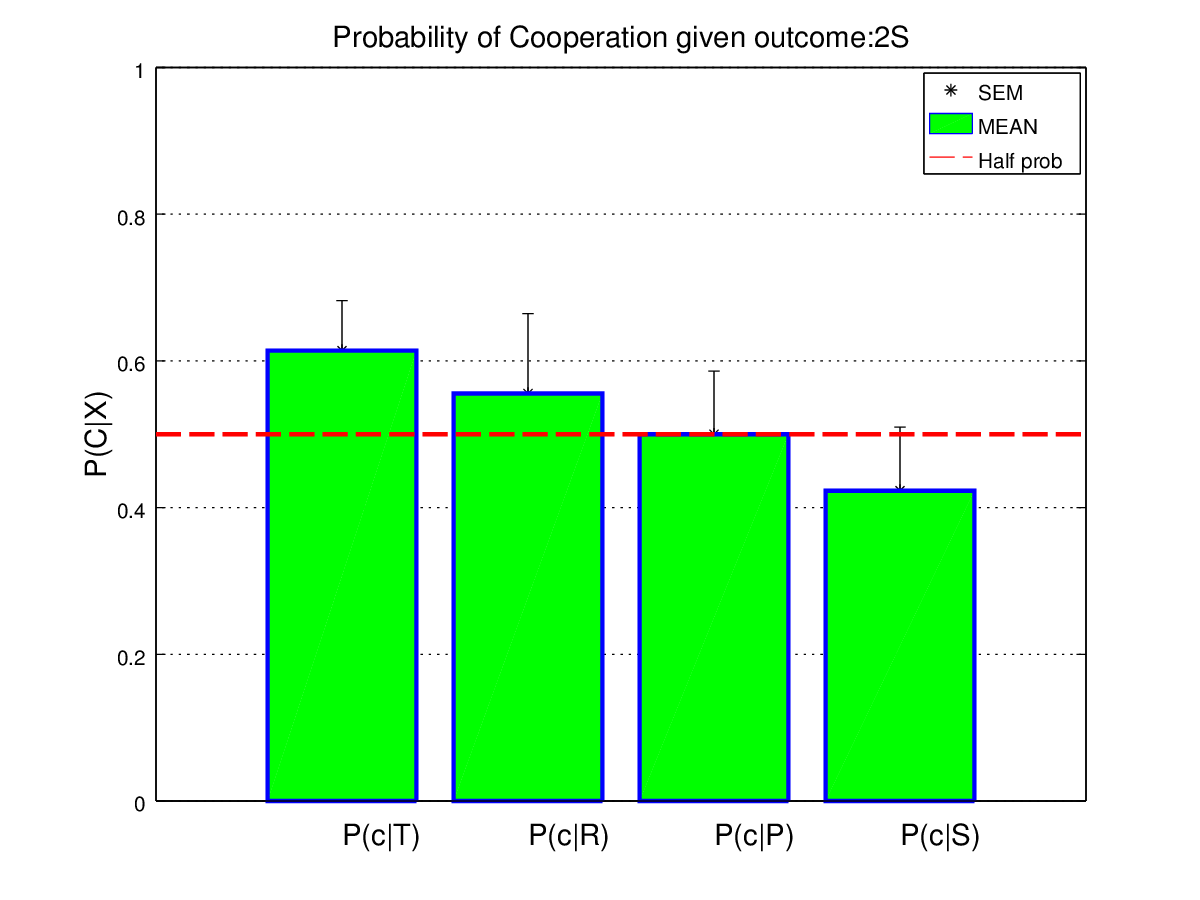 Probability of Cooperation given outcome:2S
1
0.8
0.6
0.4
0.2
0
P(C|X)
SEM
MEAN
Half prob
P(c|T) P(c|R) P(c|P) P(c|S)